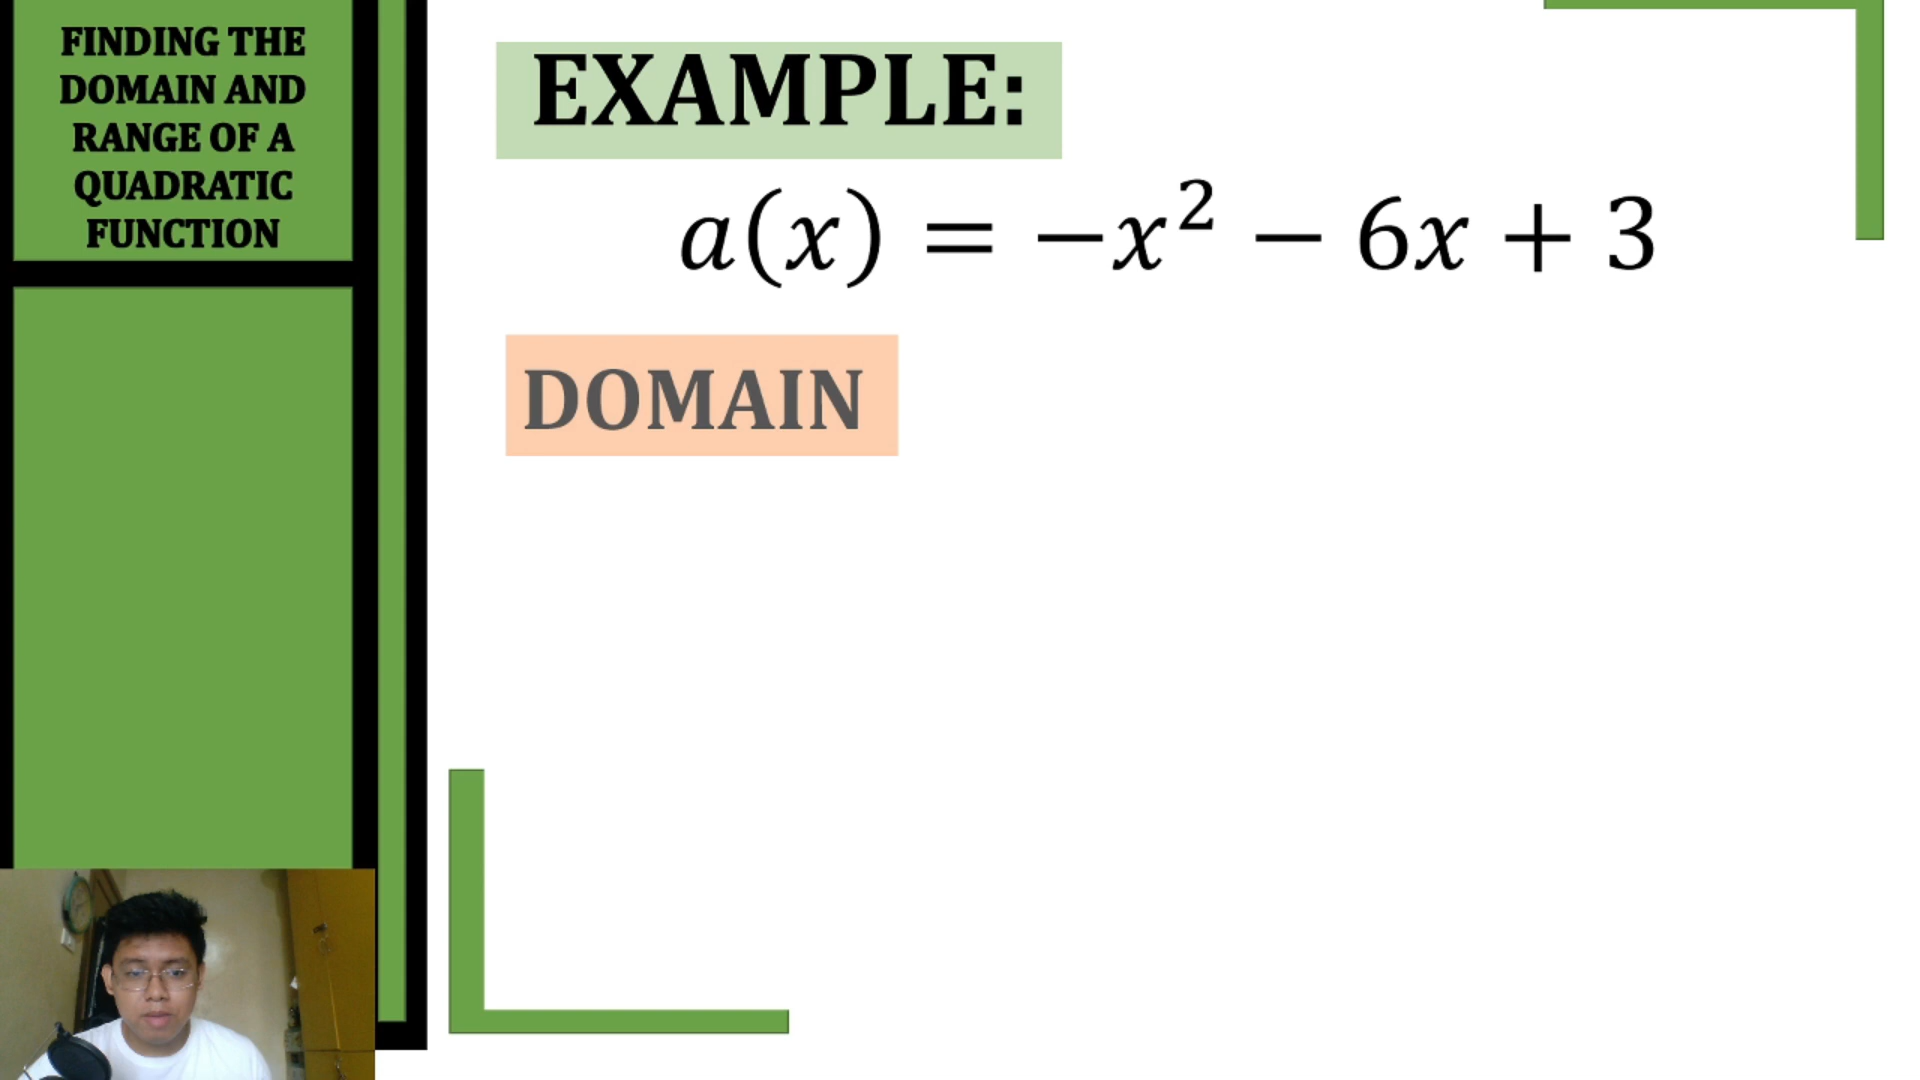 FINDING THE
DOMAIN AND
RANGE OF A
QUADRATIC
FUNCTION
EXAMPLE:
a(x) = −x² − 6x + 3
DOMAIN